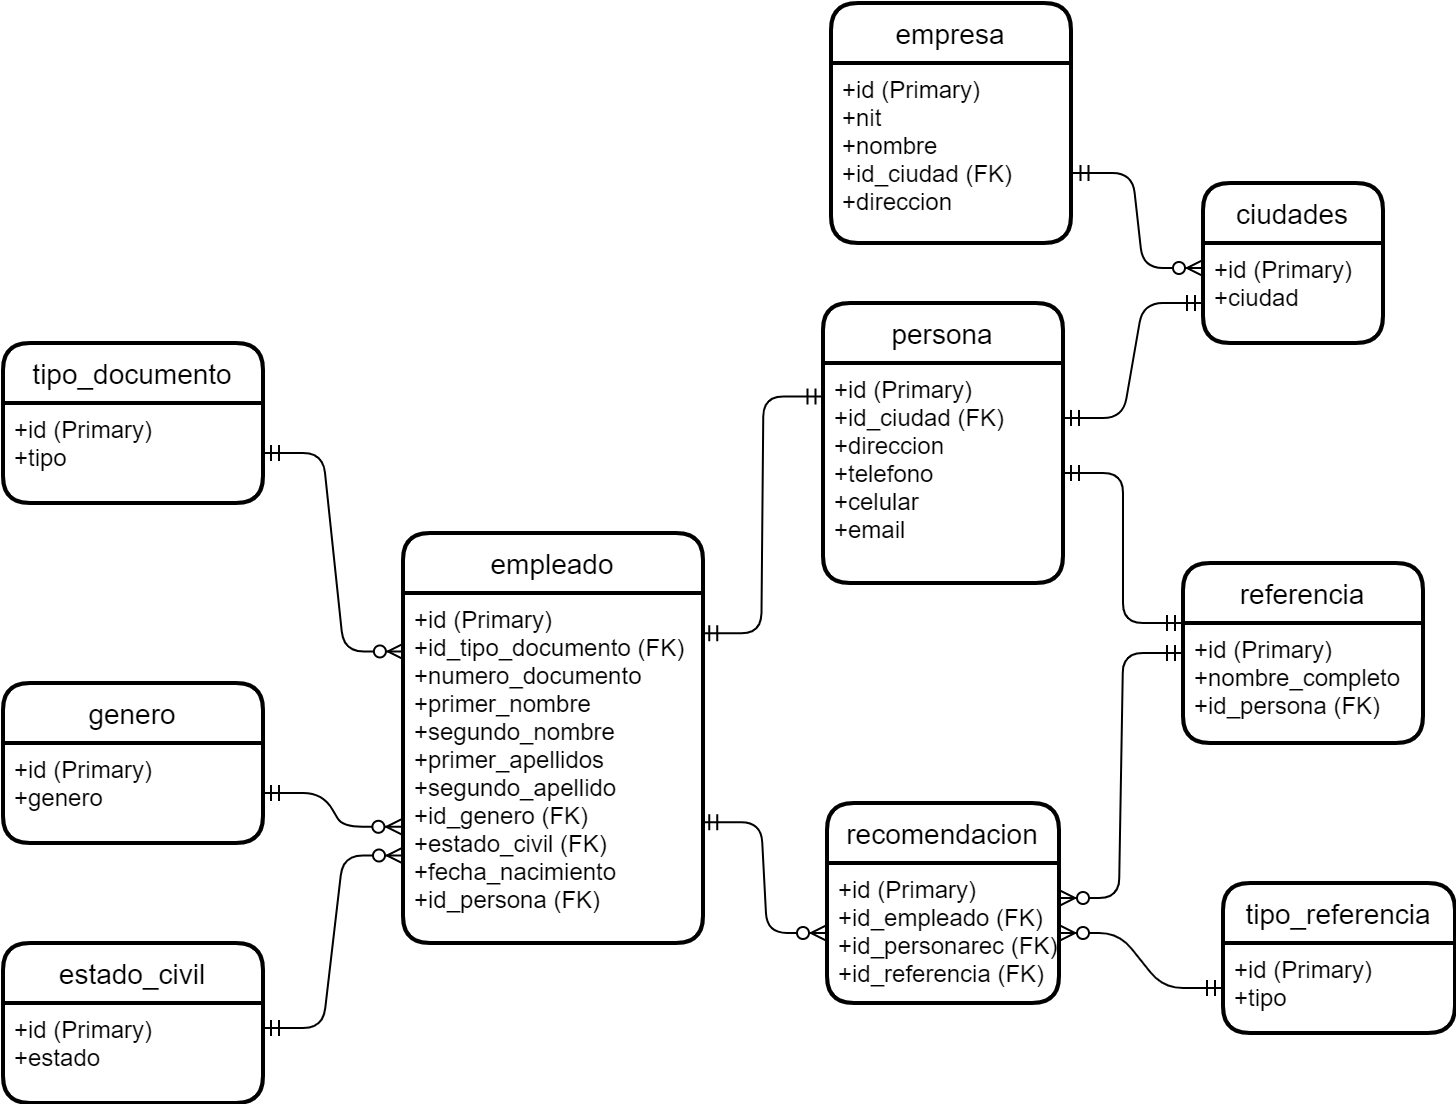 empresa
+id (Primary)
+nit
+nombre
+id_ciudad (FK)
+direccion
ciudades
+id (Primary)
+ciudad
persona
+id (Primary)
+id_ciudad (FK)
+direccion
+telefono
+celular
+email
tipo_documento
+id (Primary)
+tipo
empleado
+id (Primary)
+id_tipo_documento (FK)
+numero_documento
+primer_nombre
+segundo_nombre
+primer_apellidos
+segundo_apellido
+id_genero (FK)
+estado_civil (FK)
+fecha_nacimiento
+id_persona (FK)
referencia
+id (Primary)
+nombre_completo
+id_persona (FK)
genero
+id (Primary)
+genero
recomendacion
+id (Primary)
+id_empleado (FK)
+id_personarec (FK)
+id_referencia (FK)
tipo_referencia
+id (Primary)
+tipo
estado_civil
+id (Primary)
+estado